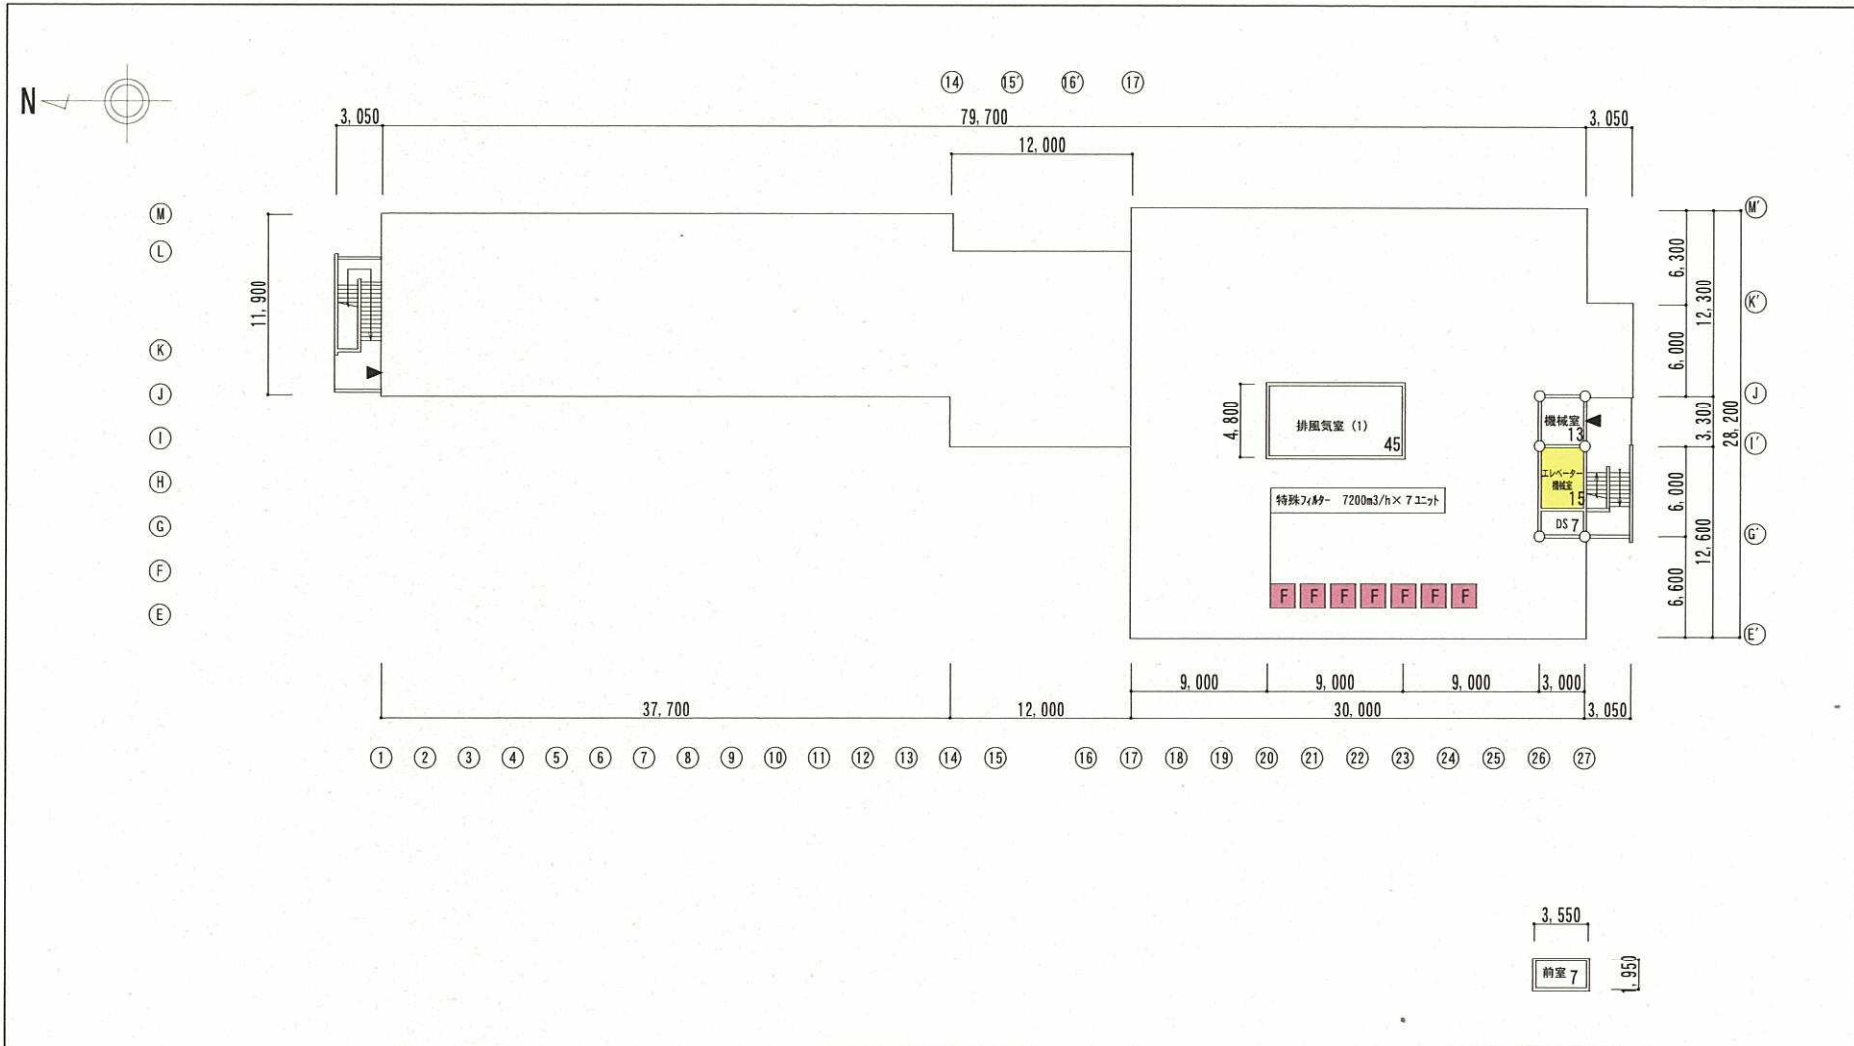 N
⑭ ⑮' ⑯' ⑰
3,050 79,700 3,050
12,000
Ⓜ
Ⓛ
Ⓚ
Ⓙ
Ⓘ
Ⓗ
Ⓖ
Ⓕ
Ⓔ
11,900
4,800
排風気室 (1)
45
特殊フィルター 7200m3/h×7ユニット
F F F F F F F
機械室
13
エレベーター
機械室
15
DS 7
6,300
6,000
3,300
6,000
6,600
12,300
12,600
28,200
M'
K'
J
I'
G'
E'
9,000 9,000 9,000 3,000
37,700 12,000 30,000 3,050
① ② ③ ④ ⑤ ⑥ ⑦ ⑧ ⑨ ⑩ ⑪ ⑫ ⑬ ⑭ ⑮ ⑯ ⑰ ⑱ ⑲ ⑳ ㉑ ㉒ ㉓ ㉔ ㉕ ㉖ ㉗
3,550
前室 7
1,950